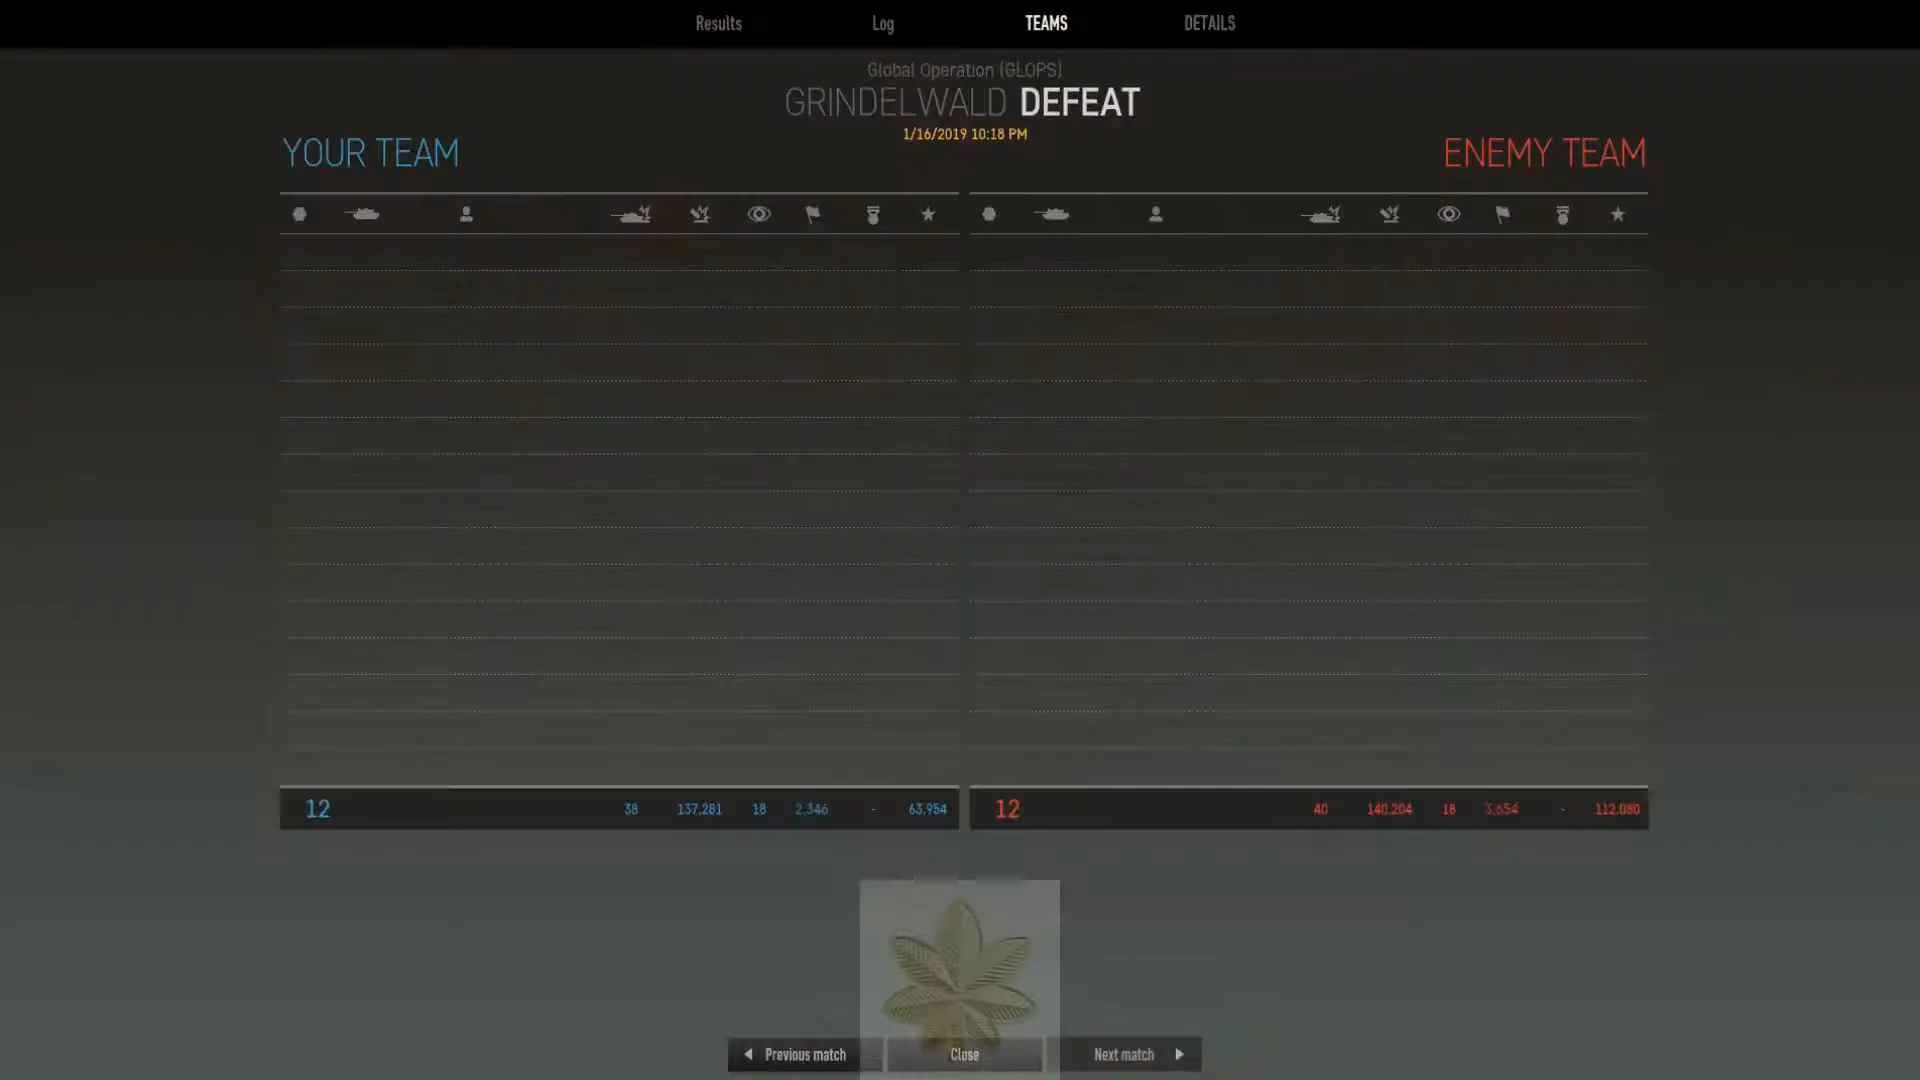 Results Log TEAMS DETAILS
Global Operation (GLOPS)
GRINDELWALD DEFEAT
1/16/2019 10:18 PM
YOUR TEAM ENEMY TEAM
12 38 137,281 18 2,346 - 63,954 12 40 140,204 18 3,654 - 112,080
Previous match Close Next match